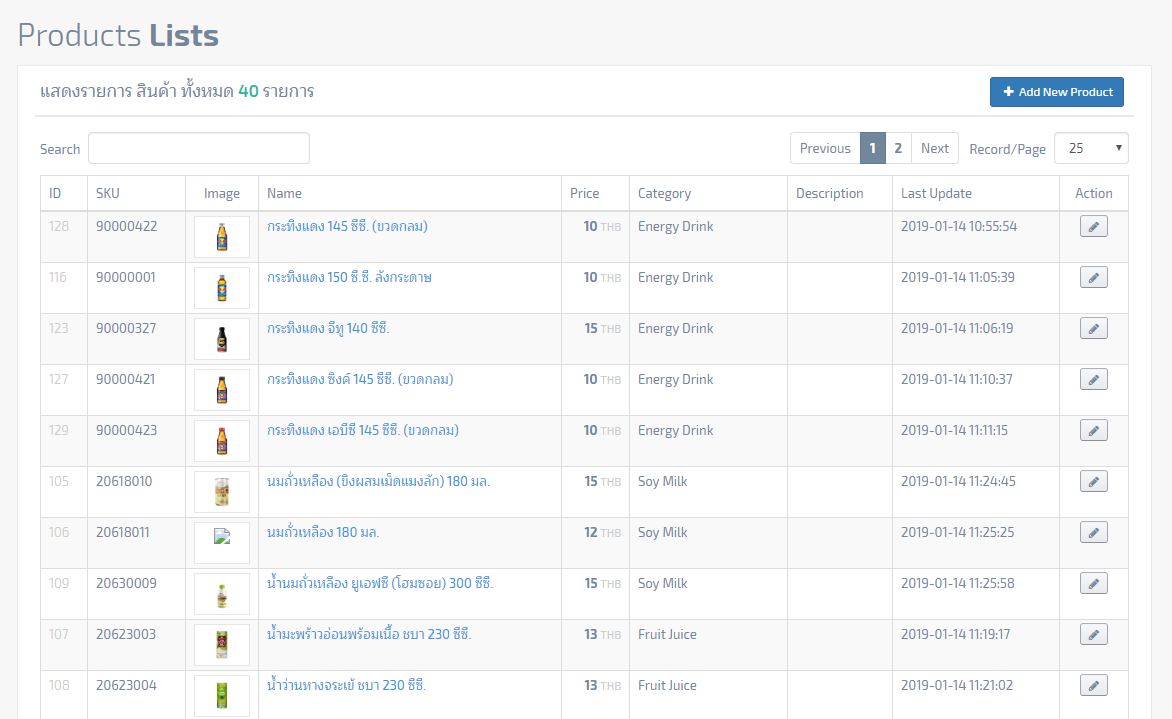 Products Lists
แสดงรายการ สินค้า ทั้งหมด 40 รายการ
Add New Product
Search
Previous 1 2 Next Record/Page 25
ID SKU Image Name Price Category Description Last Update Action
128 90000422 กระทิงแดง 145 ซีซี. (ขวดกลม) 10 THB Energy Drink 2019-01-14 10:55:54
116 90000001 กระทิงแดง 150 ซี.ซี. ลังกระดาษ 10 THB Energy Drink 2019-01-14 11:05:39
123 90000327 กระทิงแดง จีทู 140 ซีซี. 15 THB Energy Drink 2019-01-14 11:06:19
127 90000421 กระทิงแดง ซิงค์ 145 ซีซี. (ขวดกลม) 10 THB Energy Drink 2019-01-14 11:10:37
129 90000423 กระทิงแดง เอบีซี 145 ซีซี. (ขวดกลม) 10 THB Energy Drink 2019-01-14 11:11:15
105 20618010 นมถั่วเหลือง (ขิงผสมเม็ดแมงลัก) 180 มล. 15 THB Soy Milk 2019-01-14 11:24:45
106 20618011 นมถั่วเหลือง 180 มล. 12 THB Soy Milk 2019-01-14 11:25:25
109 20630009 น้ำนมถั่วเหลือง ยูเอฟซี (โฮมซอย) 300 ซีซี. 15 THB Soy Milk 2019-01-14 11:25:58
107 20623003 น้ำมะพร้าวอ่อนพร้อมเนื้อ ชบา 230 ซีซี. 13 THB Fruit Juice 2019-01-14 11:19:17
108 20623004 น้ำว่านหางจระเข้ ชบา 230 ซีซี. 13 THB Fruit Juice 2019-01-14 11:21:02